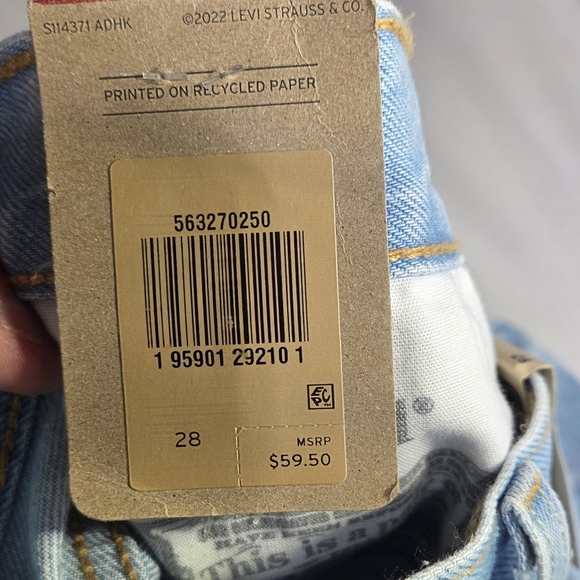 S114371 ADHK ©2022 LEVI STRAUSS & CO.
PRINTED ON RECYCLED PAPER
563270250
1 95901 29210 1
EPC
28
MSRP
$59.50
This is a